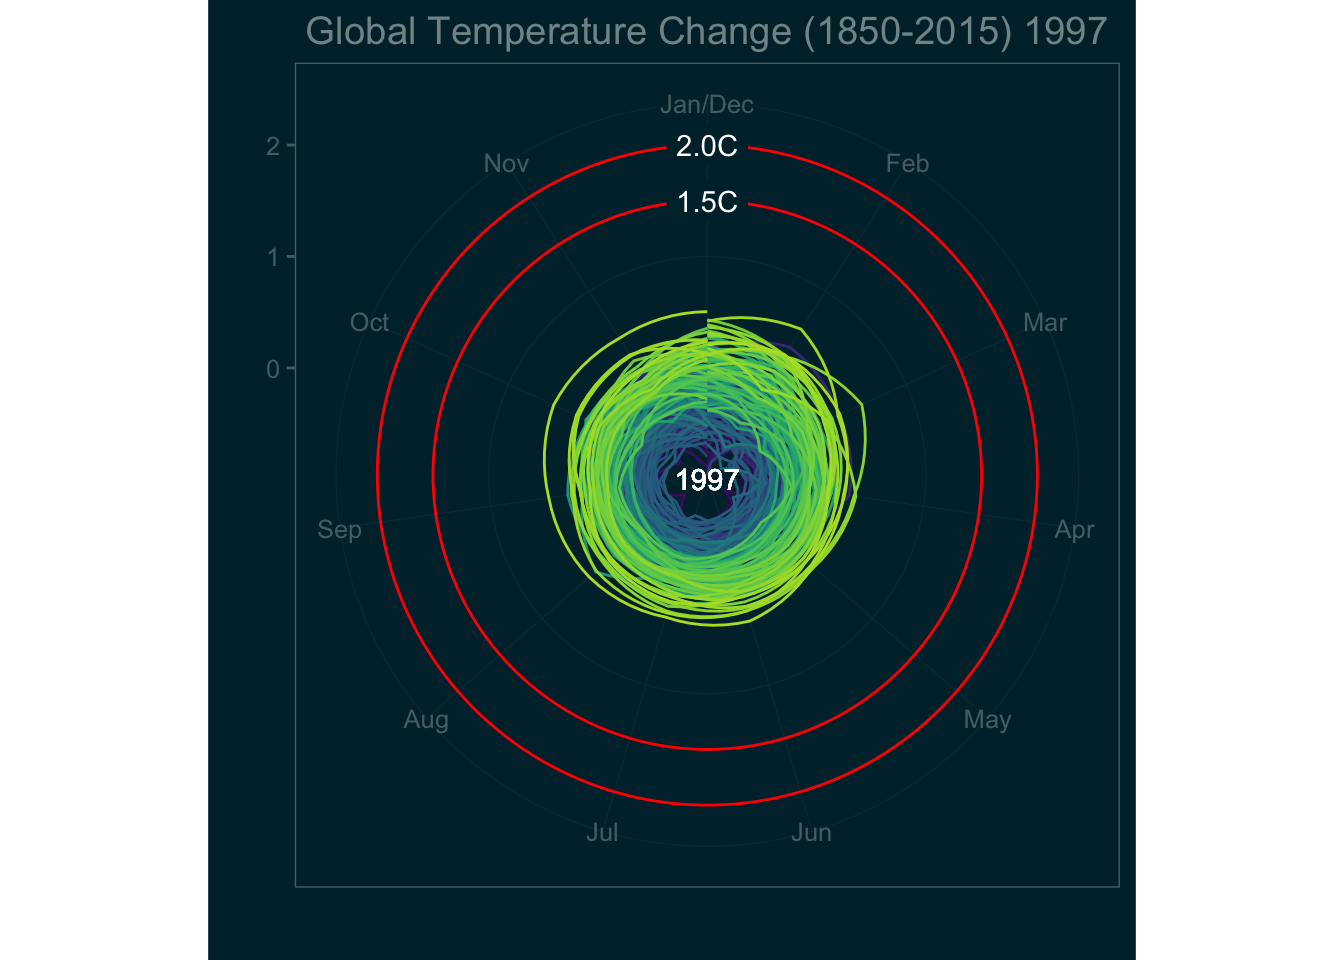 Global Temperature Change (1850-2015) 1997
Jan/Dec
2
2.0C
Nov
Feb
1.5C
1
Oct
Mar
0
1997
Sep
Apr
Aug
May
Jul
Jun